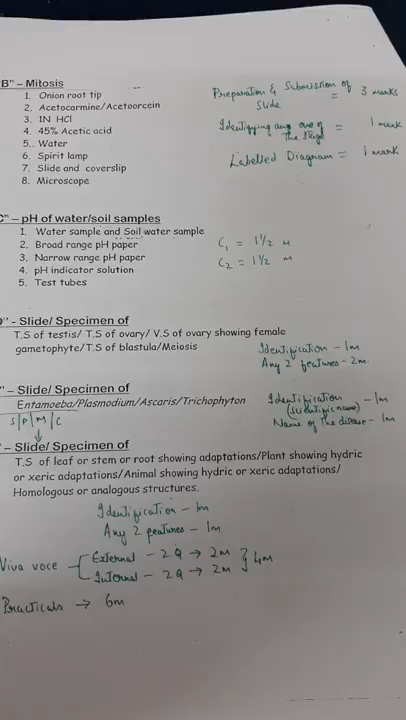 "B" – Mitosis
1. Onion root tip
2. Acetocarmine/Acetoorcein
3. IN HCl
4. 45% Acetic acid
5. Water
6. Spirit lamp
7. Slide and coverslip
8. Microscope
Preparation & Submission of slide = 3 marks
Identifying any one of the stage = 1 mark
Labelled Diagram = 1 mark
C" – pH of water/soil samples
1. Water sample and Soil water sample
2. Broad range pH paper
3. Narrow range pH paper
4. pH indicator solution
5. Test tubes
C1 = 1 1/2 M
C2 = 1 1/2 M
" - Slide/ Specimen of
T.S of testis/ T.S of ovary/ V.S of ovary showing female
gametophyte/T.S of blastula/Meiosis
Identification – 1m
Any 2 features – 2m
" – Slide/ Specimen of
Entamoeba/Plasmodium/Ascaris/Trichophyton
S|P|M|C
Identification – 1m
(scientific name)
Name of the disease – 1m
- Slide/Specimen of
T.S of leaf or stem or root showing adaptations/Plant showing hydric
or xeric adaptations/Animal showing hydric or xeric adaptations/
Homologous or analogous structures.
Identification – 1m
Any 2 features – 1m
Viva voce – { External – 2 Q → 2m
Internal – 2 Q → 2m } 4m
Practicals → 6m